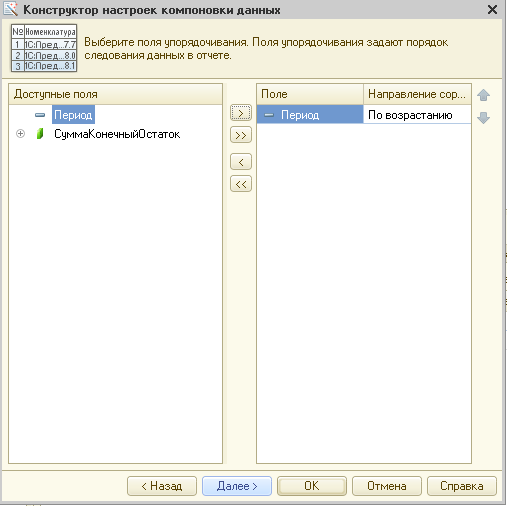 Конструктор настроек компоновки данных
№ Номенклатура
1 1С:Пред...7.7
2 1С:Пред...8.0
3 1С:Пред...8.1
Выберите поля упорядочивания. Поля упорядочивания задают порядок
следования данных в отчете.
Доступные поля
Период
СуммаКонечныйОстаток
>
>>
<
<<
Поле Направление сор...
Период По возрастанию
< Назад Далее > OK Отмена Справка